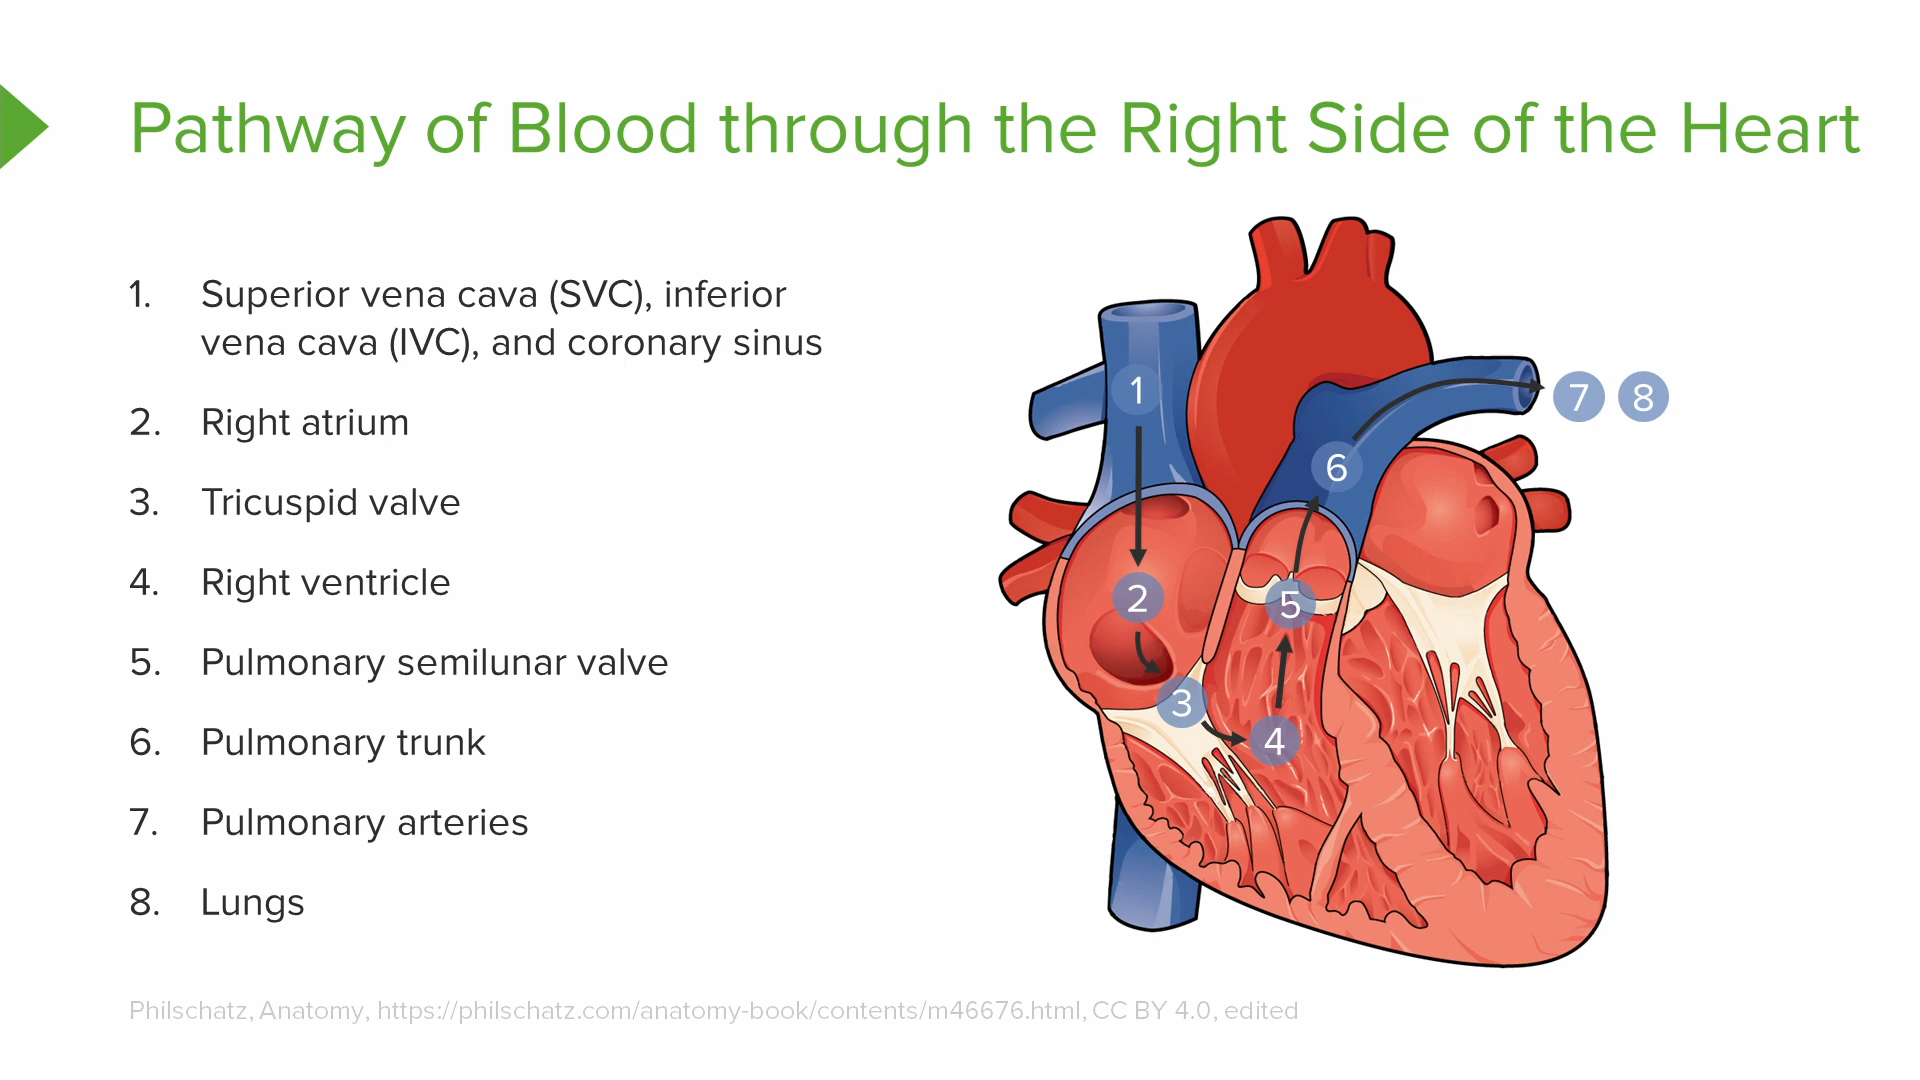 Pathway of Blood through the Right Side of the Heart
1. Superior vena cava (SVC), inferior
vena cava (IVC), and coronary sinus
2. Right atrium
3. Tricuspid valve
4. Right ventricle
5. Pulmonary semilunar valve
6. Pulmonary trunk
7. Pulmonary arteries
8. Lungs
1
7 8
6
2
5
3
4
Philschatz, Anatomy, https://philschatz.com/anatomy-book/contents/m46676.html, CC BY 4.0, edited